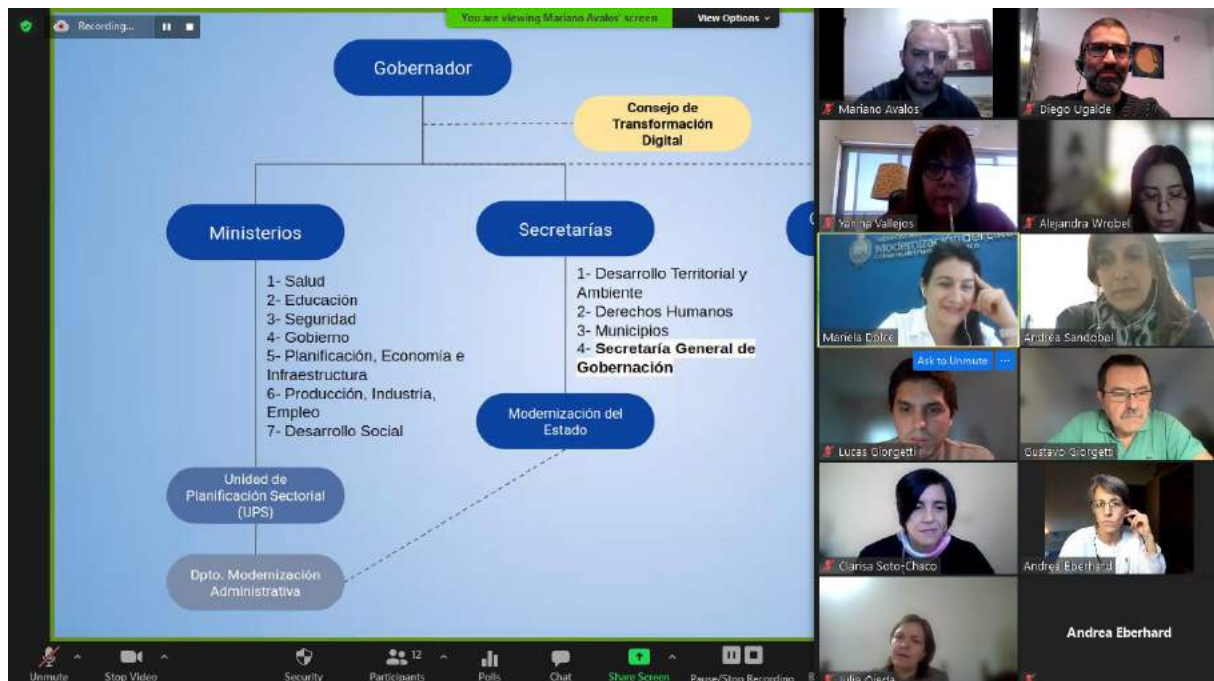 Recording...
You are viewing Mariano Avalos' screen
View Options
Gobernador
Consejo de
Transformación
Digital
Ministerios
Secretarías
1- Salud
2- Educación
3- Seguridad
4- Gobierno
5- Planificación, Economía e
Infraestructura
6- Producción, Industria,
Empleo
7- Desarrollo Social
1- Desarrollo Territorial y
Ambiente
2- Derechos Humanos
3- Municipios
4- Secretaría General de
Gobernación
Modernización del
Estado
Unidad de
Planificación Sectorial
(UPS)
Dpto. Modernización
Administrativa
Mariano Avalos
Diego Ugalde
Yanina Vallejos
Alejandra Wrobel
Modernización del
Mariela Dolce
Andrea Sandobal
Ask to Unmute
Lucas Giorgetti
Gustavo Giorgetti
Clarisa Soto-Chaco
Andrea Eberhard
Julia Ojeda
Andrea Eberhard
Unmute
Stop Video
Security
12
Participants
Polls
Chat
Share Screen
Pause/Stop Recording